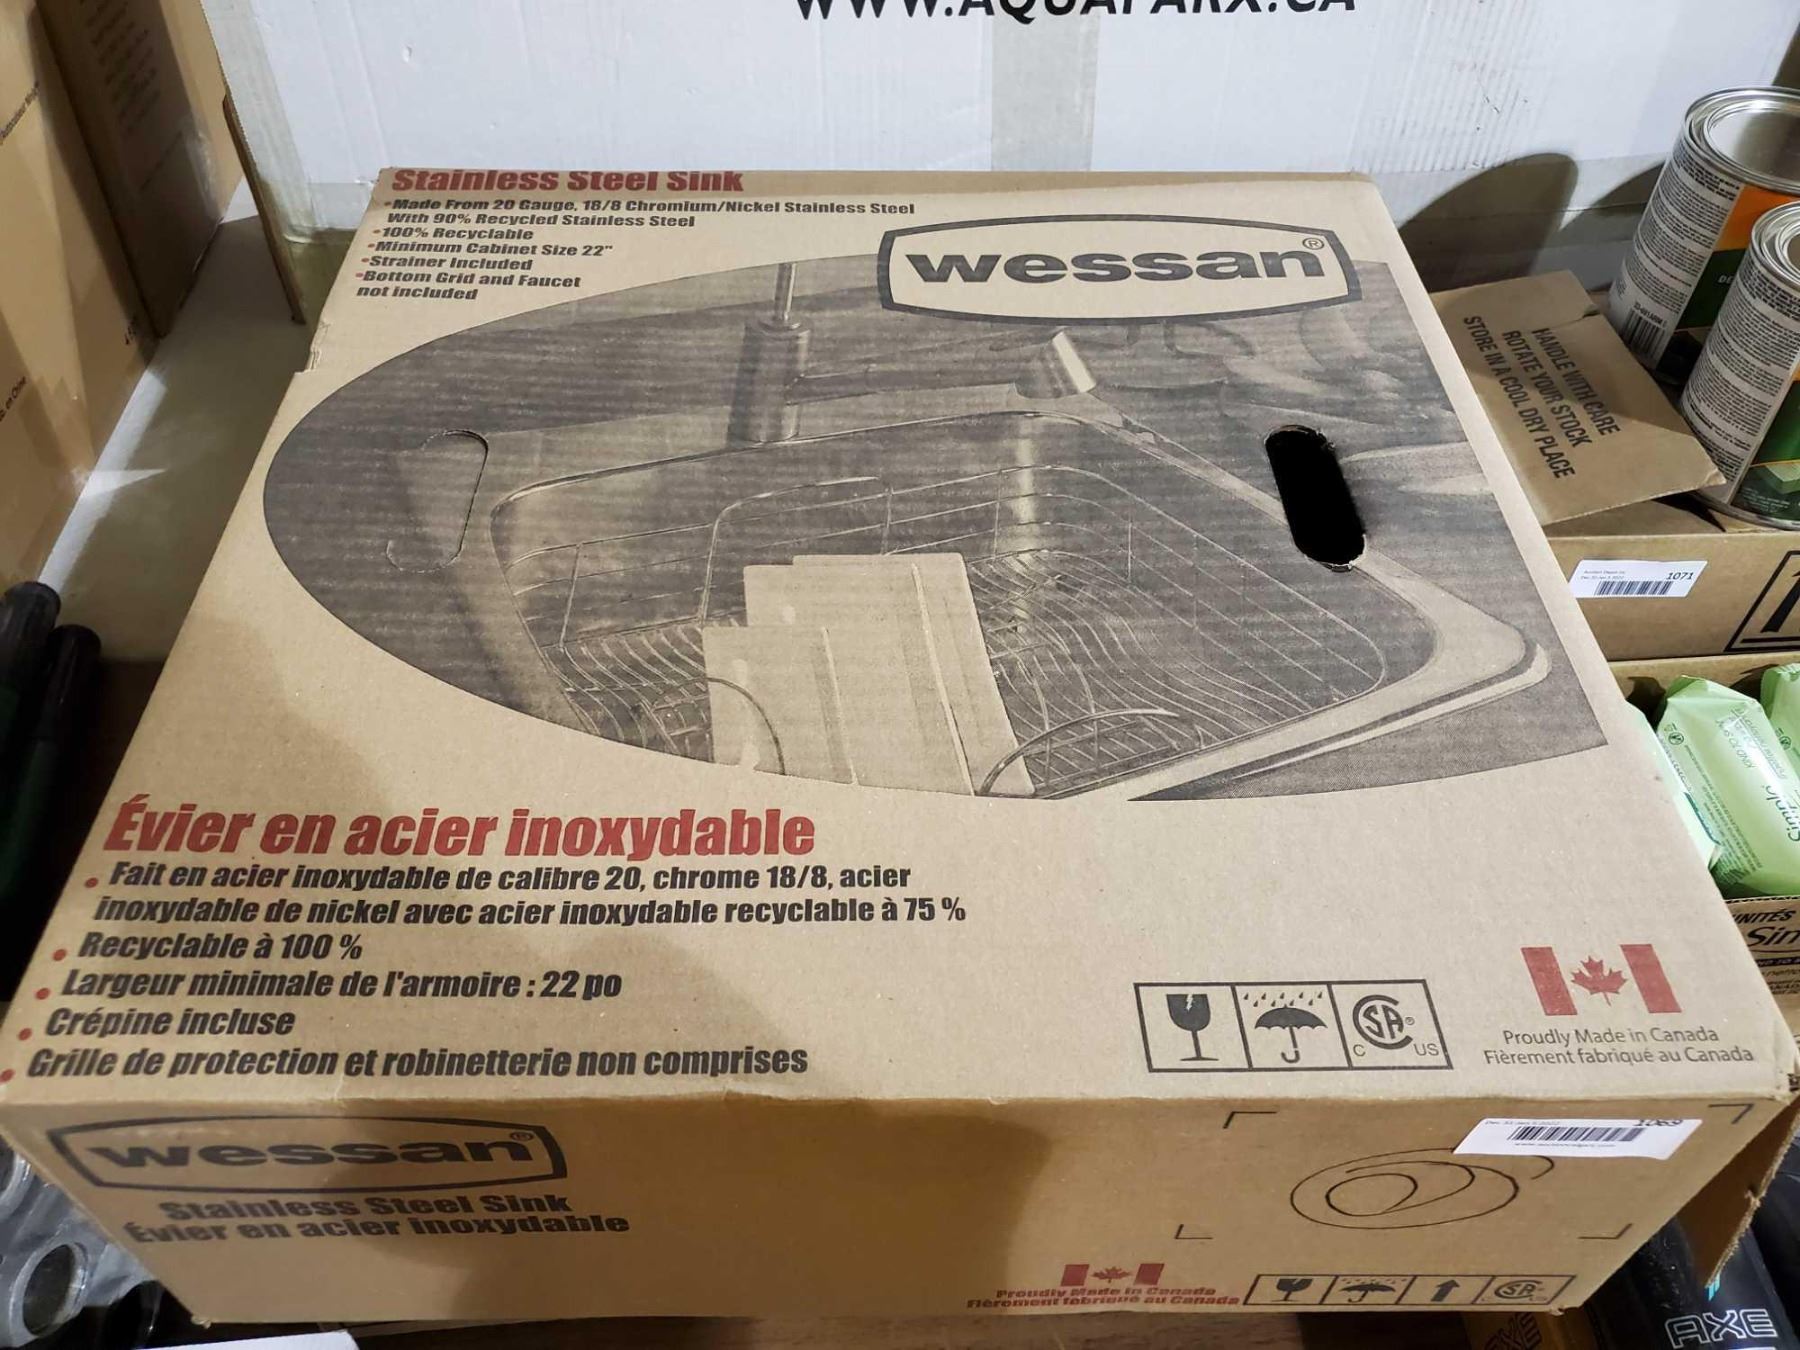 Stainless Steel Sink
•Made From 20 Gauge, 18/8 Chromium/Nickel Stainless Steel
With 90% Recycled Stainless Steel
•100% Recyclable
•Minimum Cabinet Size 22"
•Strainer Included
•Bottom Grid and Faucet
not included
wessan®
Évier en acier inoxydable
• Fait en acier inoxydable de calibre 20, chrome 18/8, acier
inoxydable de nickel avec acier inoxydable recyclable à 75 %
• Recyclable à 100 %
• Largeur minimale de l'armoire : 22 po
• Crépine incluse
• Grille de protection et robinetterie non comprises
SA®
C US
Proudly Made in Canada
Fièrement fabriqué au Canada
wessan®
Stainless Steel Sink
Évier en acier inoxydable
1069
Proudly Made in Canada
Fièrement fabriqué au Canada
HANDLE WITH CARE
ROTATE YOUR STOCK
STORE IN A COOL DRY PLACE
1071
UNITÉS
AXE